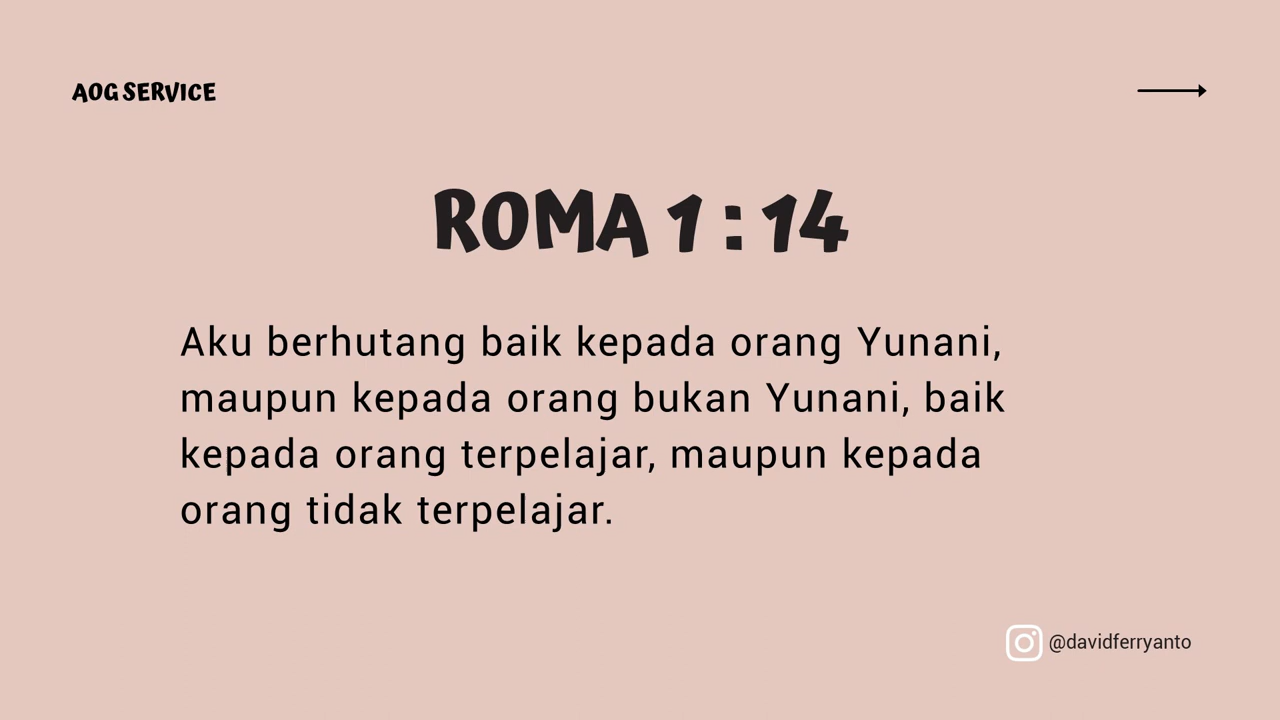 AOG SERVICE
ROMA 1 : 14
Aku berhutang baik kepada orang Yunani,
maupun kepada orang bukan Yunani, baik
kepada orang terpelajar, maupun kepada
orang tidak terpelajar.
@davidferryanto